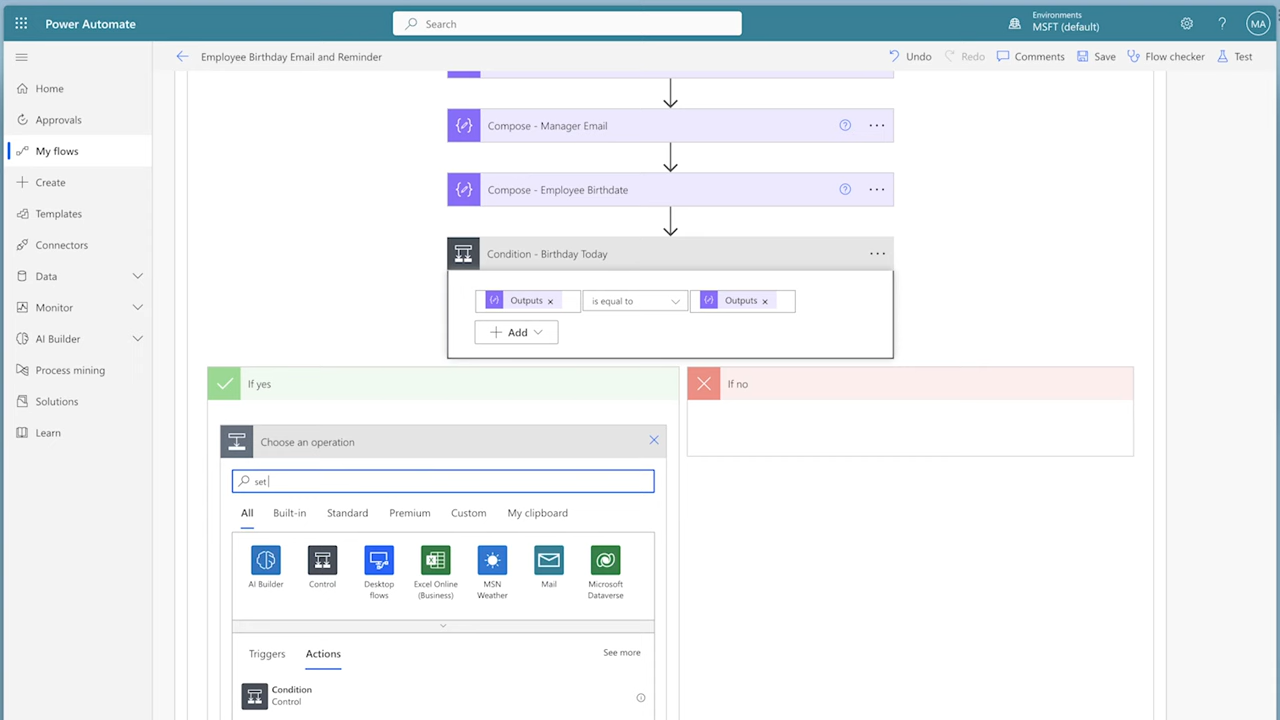 Power Automate
Search
Environments
MSFT (default)
?
MA
Employee Birthday Email and Reminder
Undo
Redo
Comments
Save
Flow checker
Test
Home
Approvals
My flows
Create
Templates
Connectors
Data
Monitor
AI Builder
Process mining
Solutions
Learn
Compose - Manager Email
Compose - Employee Birthdate
Condition - Birthday Today
Outputs
is equal to
Outputs
Add
If yes
If no
Choose an operation
set
All
Built-in
Standard
Premium
Custom
My clipboard
AI Builder
Control
Desktop
flows
Excel Online
(Business)
MSN
Weather
Mail
Microsoft
Dataverse
Triggers
Actions
See more
Condition
Control